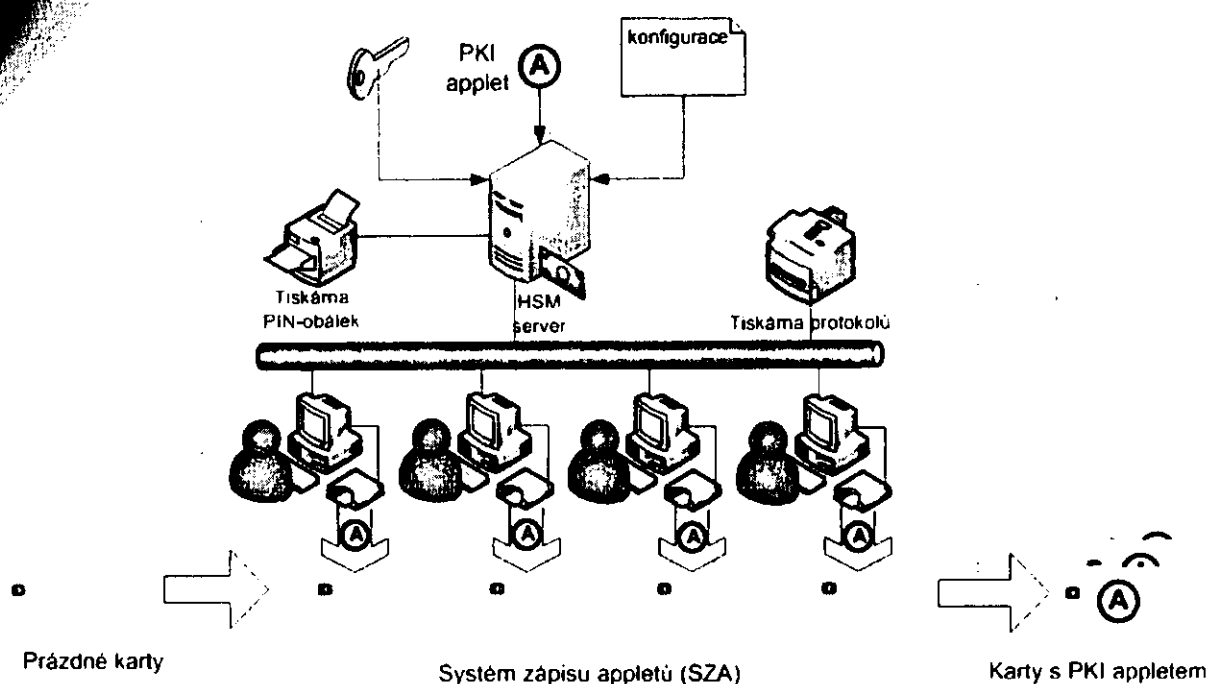 PKI
applet
A
konfigurace
Tiskárna
PIN-obálek
HSM
server
Tiskárna protokolů
A
A
A
A
A
Prázdné karty
Systém zápisu appletů (SZA)
Karty s PKI appletem